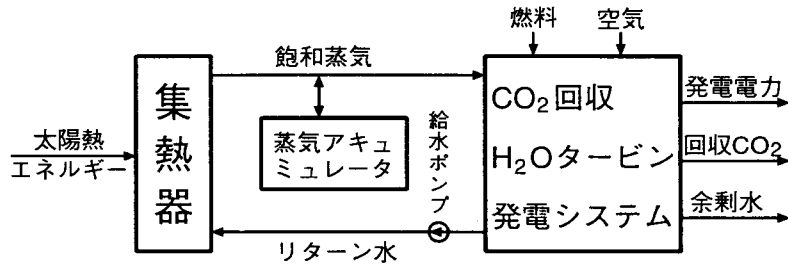 燃料
空気
飽和蒸気
集熱器
CO₂回収
H₂Oタービン
発電システム
発電電力
回収CO₂
余剰水
太陽熱
エネルギー
蒸気アキュ
ミュレータ
給水ポンプ
リターン水